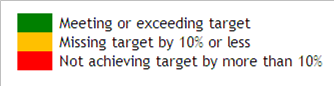 Meeting or exceeding target
Missing target by 10% or less
Not achieving target by more than 10%